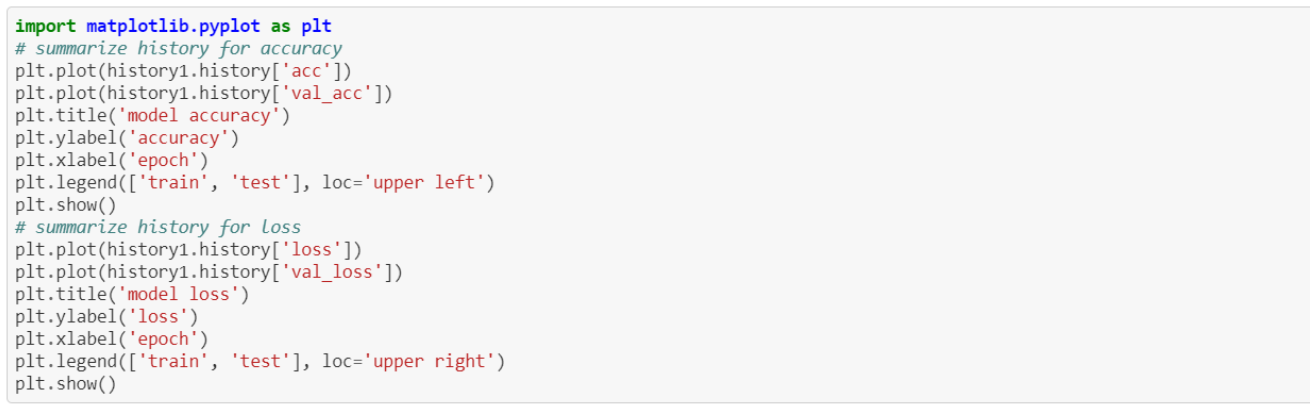 import matplotlib.pyplot as plt
# summarize history for accuracy
plt.plot(history1.history['acc'])
plt.plot(history1.history['val_acc'])
plt.title('model accuracy')
plt.ylabel('accuracy')
plt.xlabel('epoch')
plt.legend(['train', 'test'], loc='upper left')
plt.show()
# summarize history for loss
plt.plot(history1.history['loss'])
plt.plot(history1.history['val_loss'])
plt.title('model loss')
plt.ylabel('loss')
plt.xlabel('epoch')
plt.legend(['train', 'test'], loc='upper right')
plt.show()